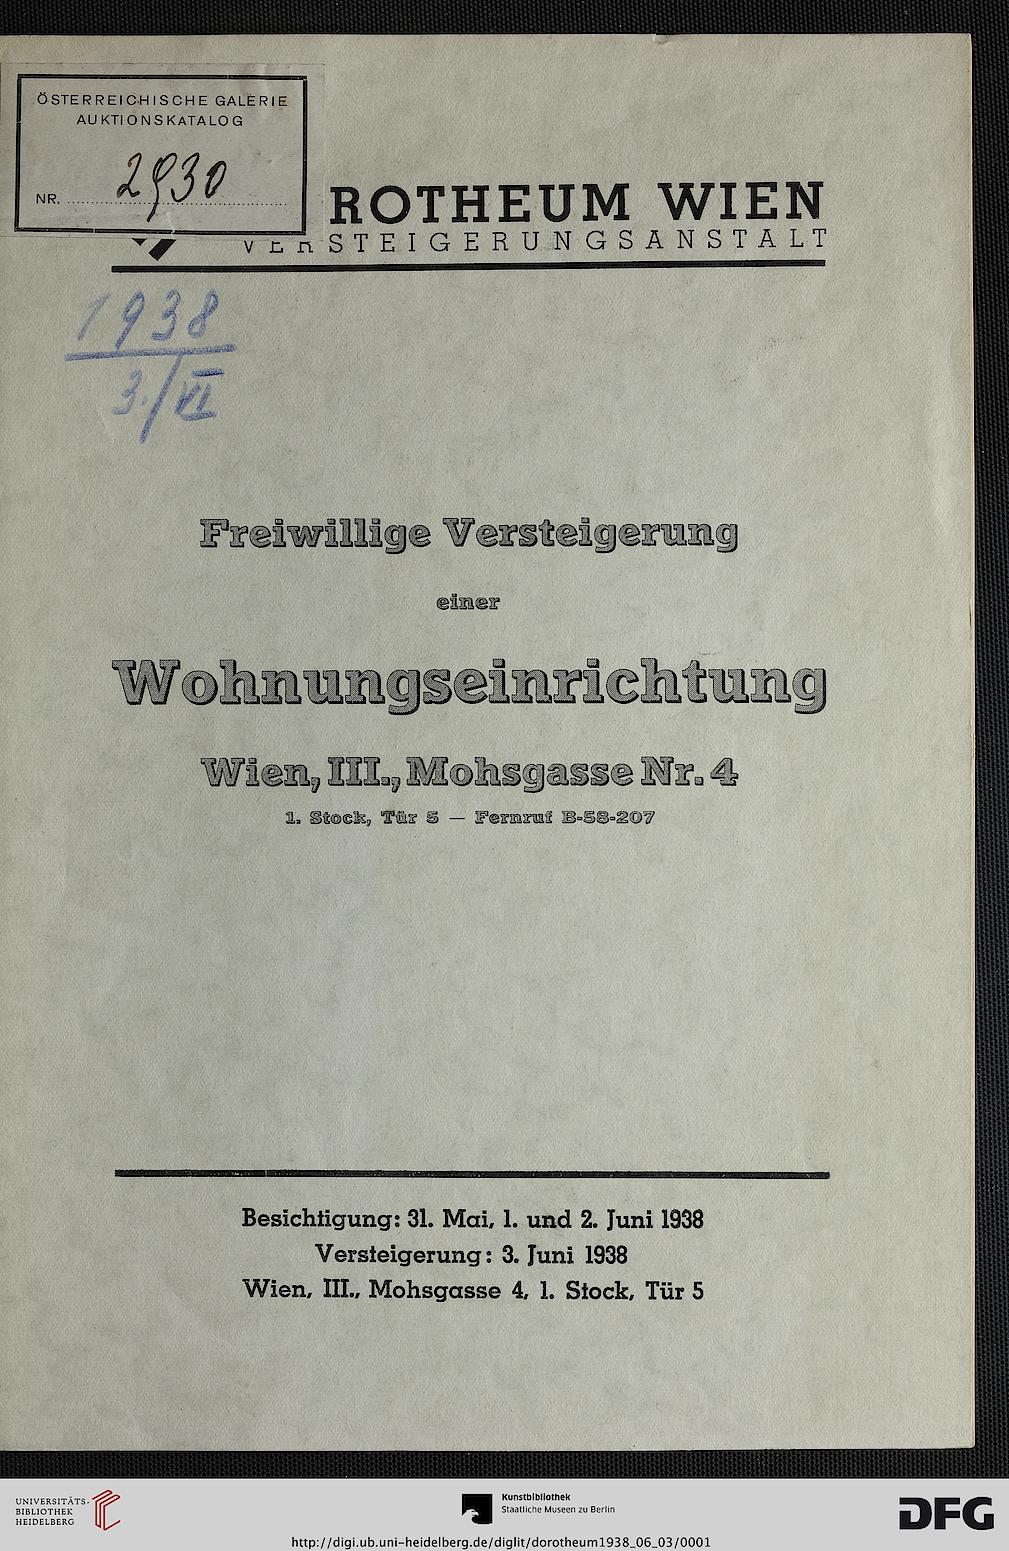 ÖSTERREICHISCHE GALERIE
AUKTIONSKATALOG
NR. 2930
ROTHEUM WIEN
VERSTEIGERUNGSANSTALT
1938
3./VI
Freiwillige Versteigerung
einer
Wohnungseinrichtung
Wien, III., Mohsgasse Nr. 4
1. Stock, Tür 5 — Fernruf B-58-207
Besichtigung: 31. Mai, 1. und 2. Juni 1938
Versteigerung: 3. Juni 1938
Wien, III., Mohsgasse 4, 1. Stock, Tür 5
UNIVERSITÄTS-
BIBLIOTHEK
HEIDELBERG
Kunstbibliothek
Staatliche Museen zu Berlin
DFG
http://digi.ub.uni-heidelberg.de/diglit/dorotheum1938_06_03/0001